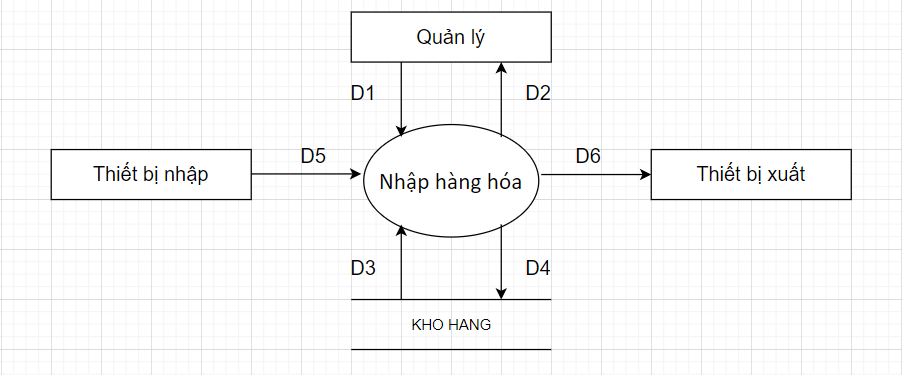 Quản lý
D1
D2
Thiết bị nhập
D5
Nhập hàng hóa
D6
Thiết bị xuất
D3
D4
KHO HANG